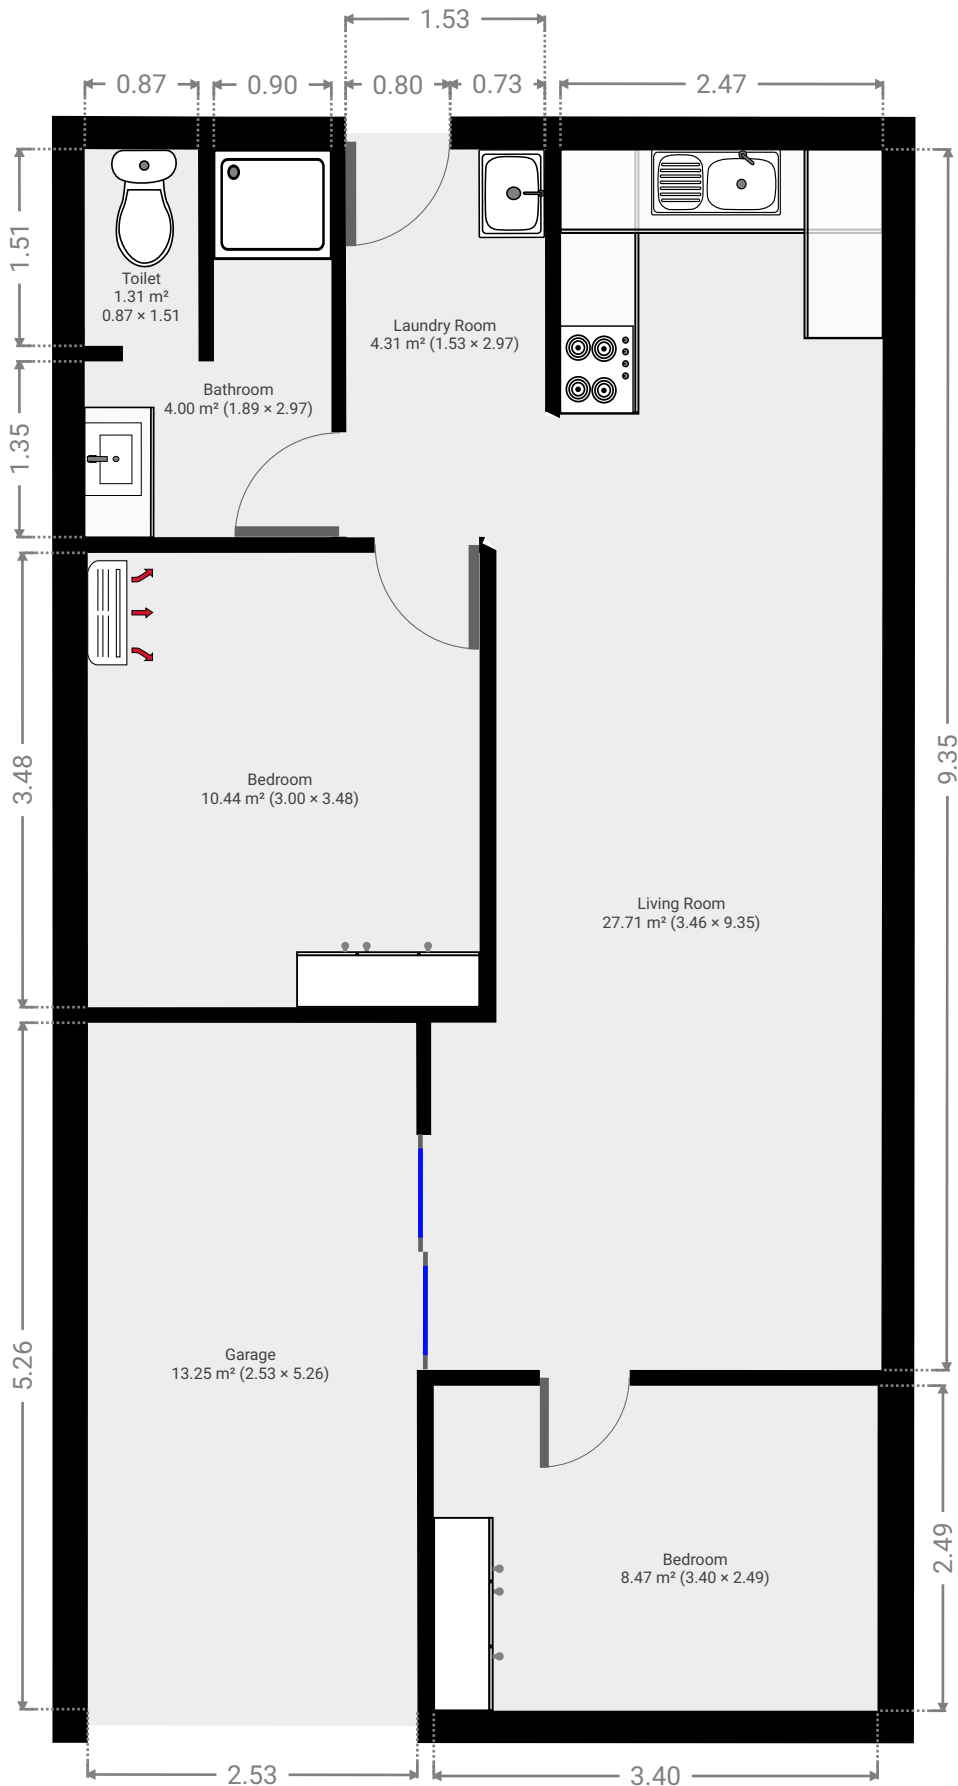 1.53
0.87
0.90
0.80
0.73
2.47
1.51
Toilet
1.31 m²
0.87 × 1.51
Laundry Room
4.31 m² (1.53 × 2.97)
Bathroom
4.00 m² (1.89 × 2.97)
1.35
3.48
9.35
Bedroom
10.44 m² (3.00 × 3.48)
Living Room
27.71 m² (3.46 × 9.35)
5.26
Garage
13.25 m² (2.53 × 5.26)
2.49
Bedroom
8.47 m² (3.40 × 2.49)
2.53
3.40